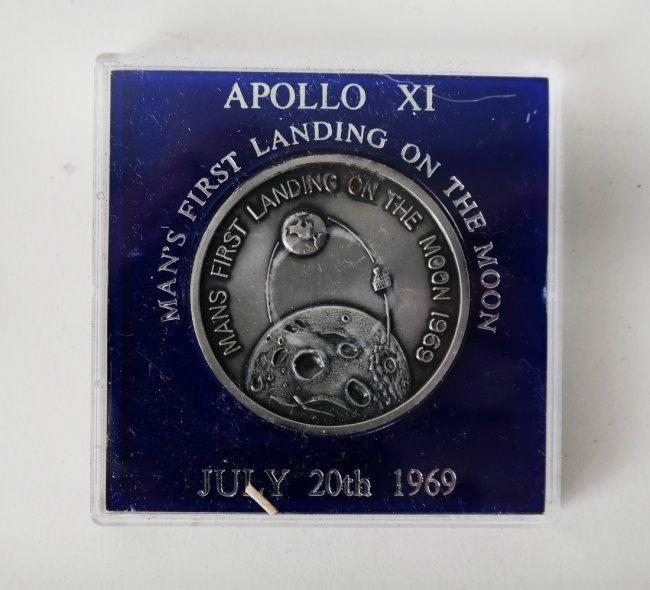 APOLLO XI
MAN'S FIRST LANDING ON THE MOON
MANS FIRST LANDING ON THE MOON 1969
JULY 20th 1969